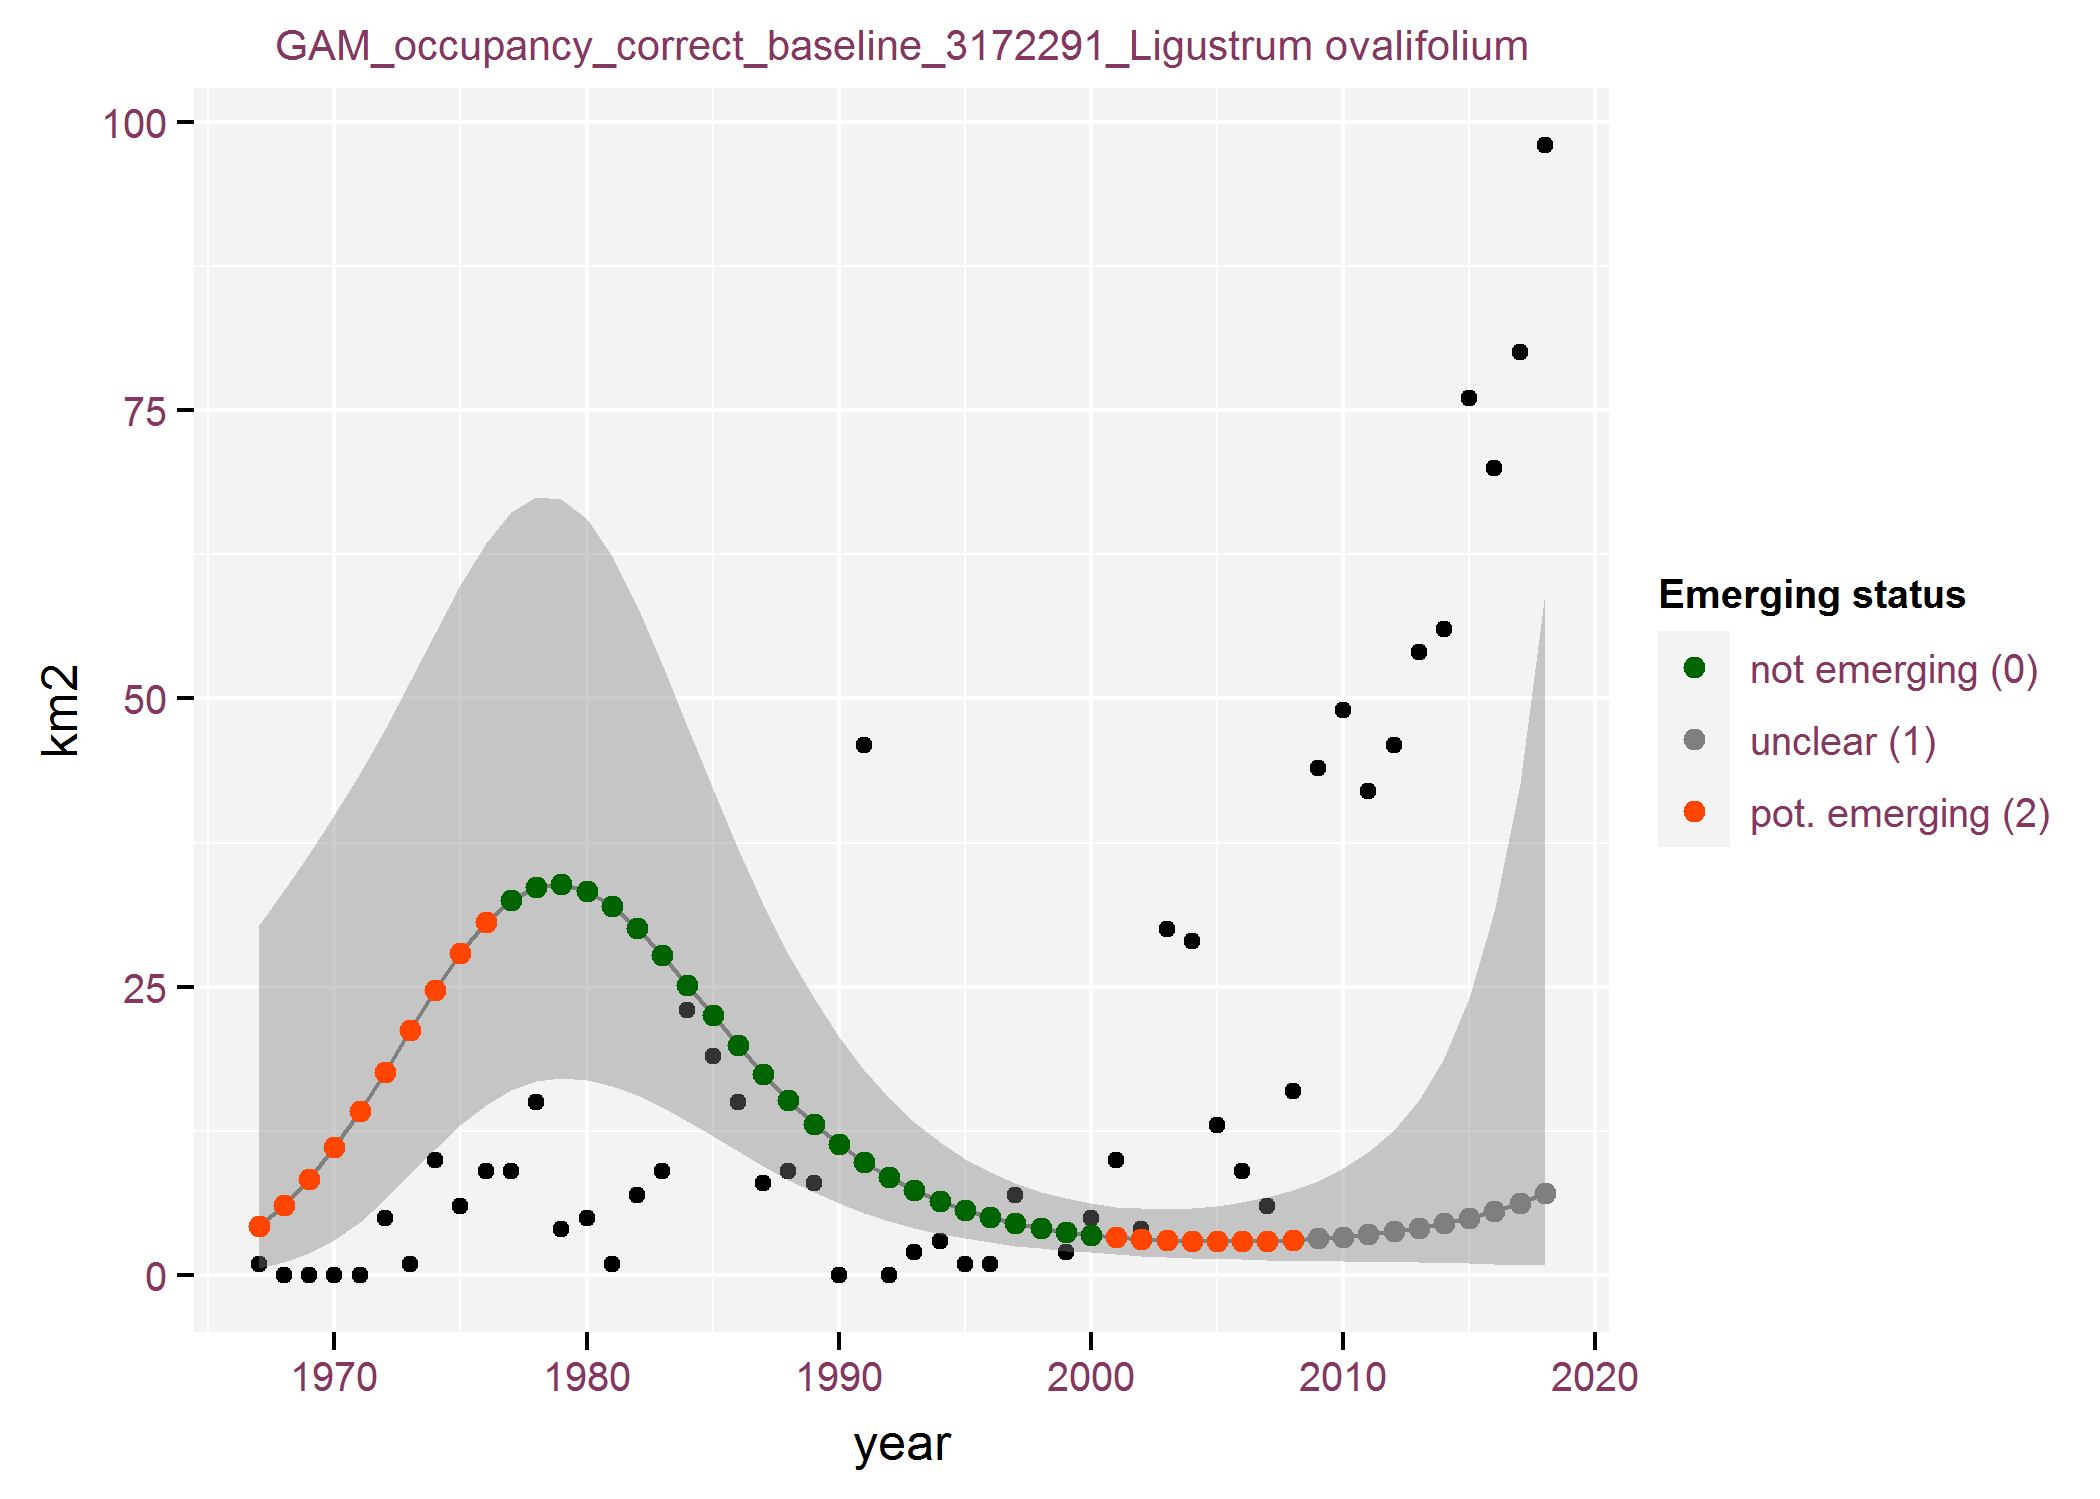 GAM_occupancy_correct_baseline_3172291_Ligustrum ovalifolium
100
75
50
25
0
km2
1970 1980 1990 2000 2010 2020
year
Emerging status
not emerging (0)
unclear (1)
pot. emerging (2)